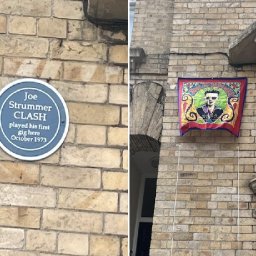 Joe
Strummer
CLASH
played his first
gig here
October 1973